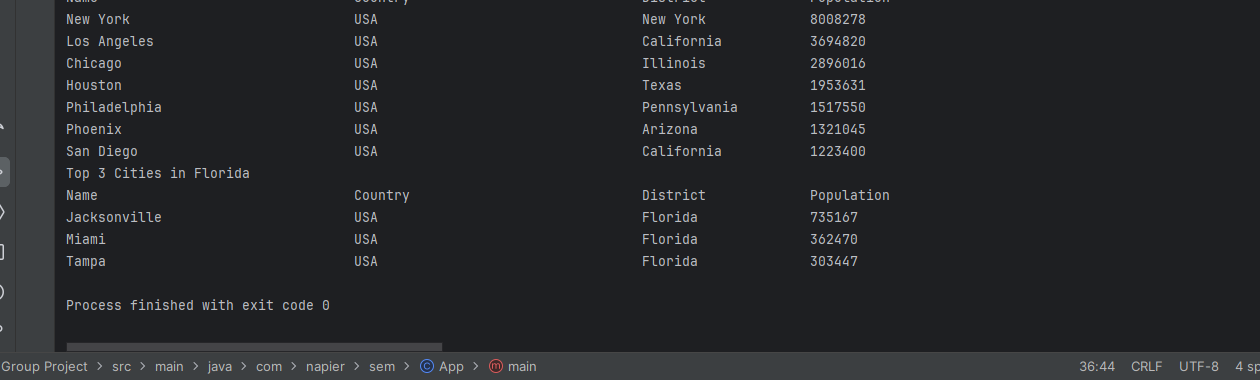 Name Country District Population
New York USA New York 8008278
Los Angeles USA California 3694820
Chicago USA Illinois 2896016
Houston USA Texas 1953631
Philadelphia USA Pennsylvania 1517550
Phoenix USA Arizona 1321045
San Diego USA California 1223400
Top 3 Cities in Florida
Name Country District Population
Jacksonville USA Florida 735167
Miami USA Florida 362470
Tampa USA Florida 303447
Process finished with exit code 0
Group Project > src > main > java > com > napier > sem > App > main 36:44 CRLF UTF-8 4 sp